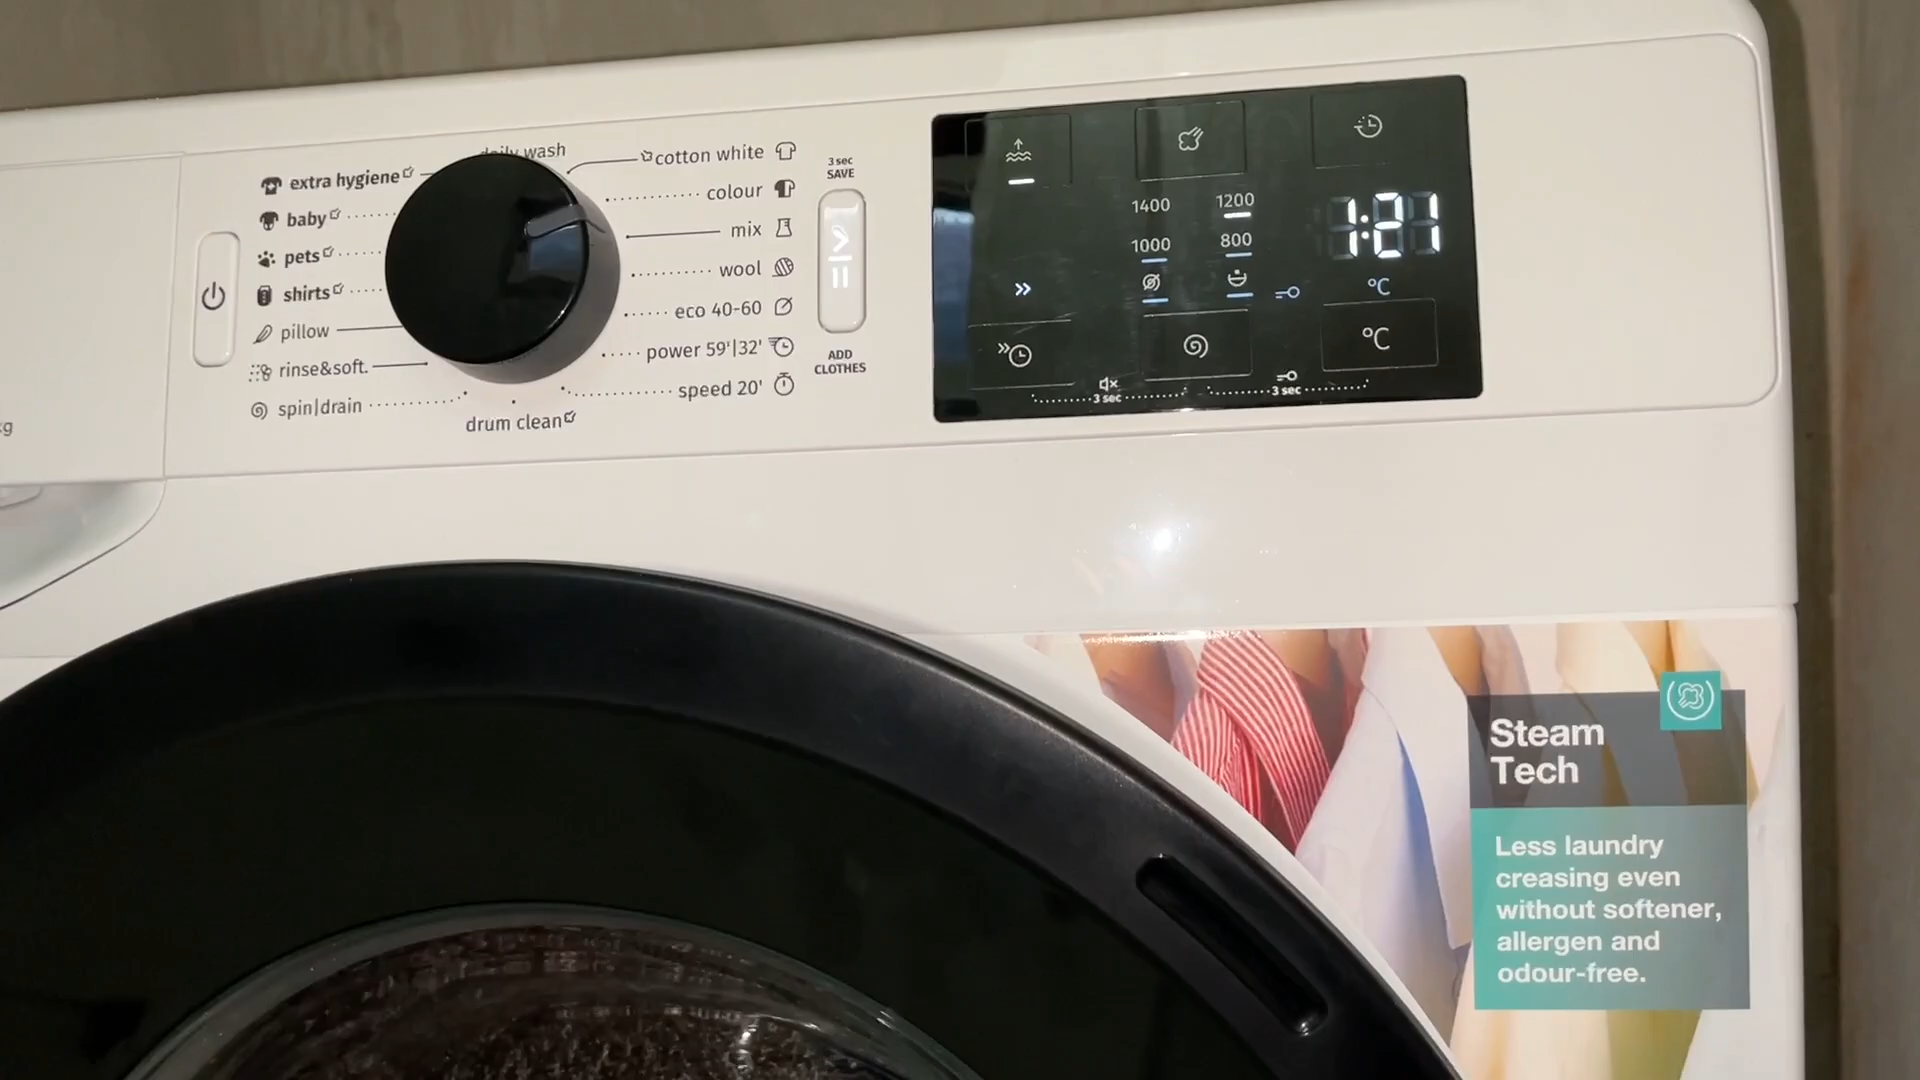 daily wash
extra hygiene
baby
pets
shirts
pillow
rinse&soft.
spin|drain
drum clean
cotton white
colour
mix
wool
eco 40-60
power 59'|32'
speed 20'
3 sec
SAVE
ADD
CLOTHES
1400 1200
1000 800
1:21
°C
°C
3 sec
3 sec
Steam
Tech
Less laundry
creasing even
without softener,
allergen and
odour-free.